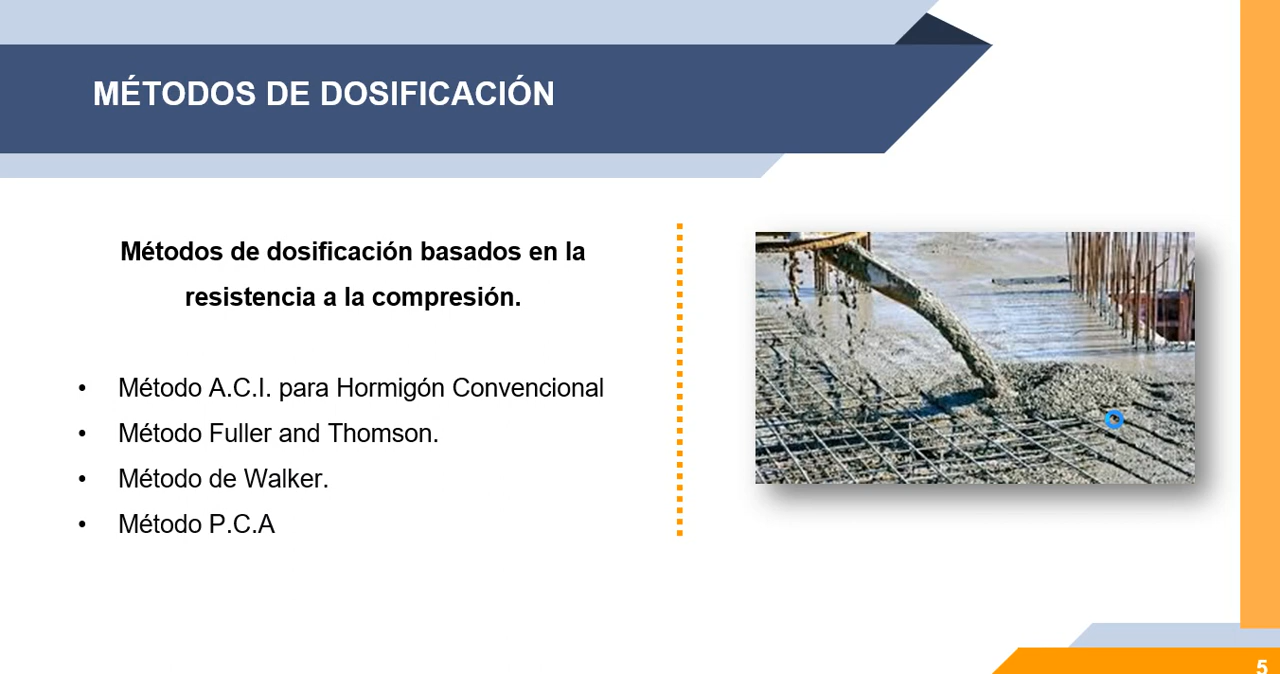 MÉTODOS DE DOSIFICACIÓN
Métodos de dosificación basados en la
resistencia a la compresión.
• Método A.C.I. para Hormigón Convencional
• Método Fuller and Thomson.
• Método de Walker.
• Método P.C.A
5